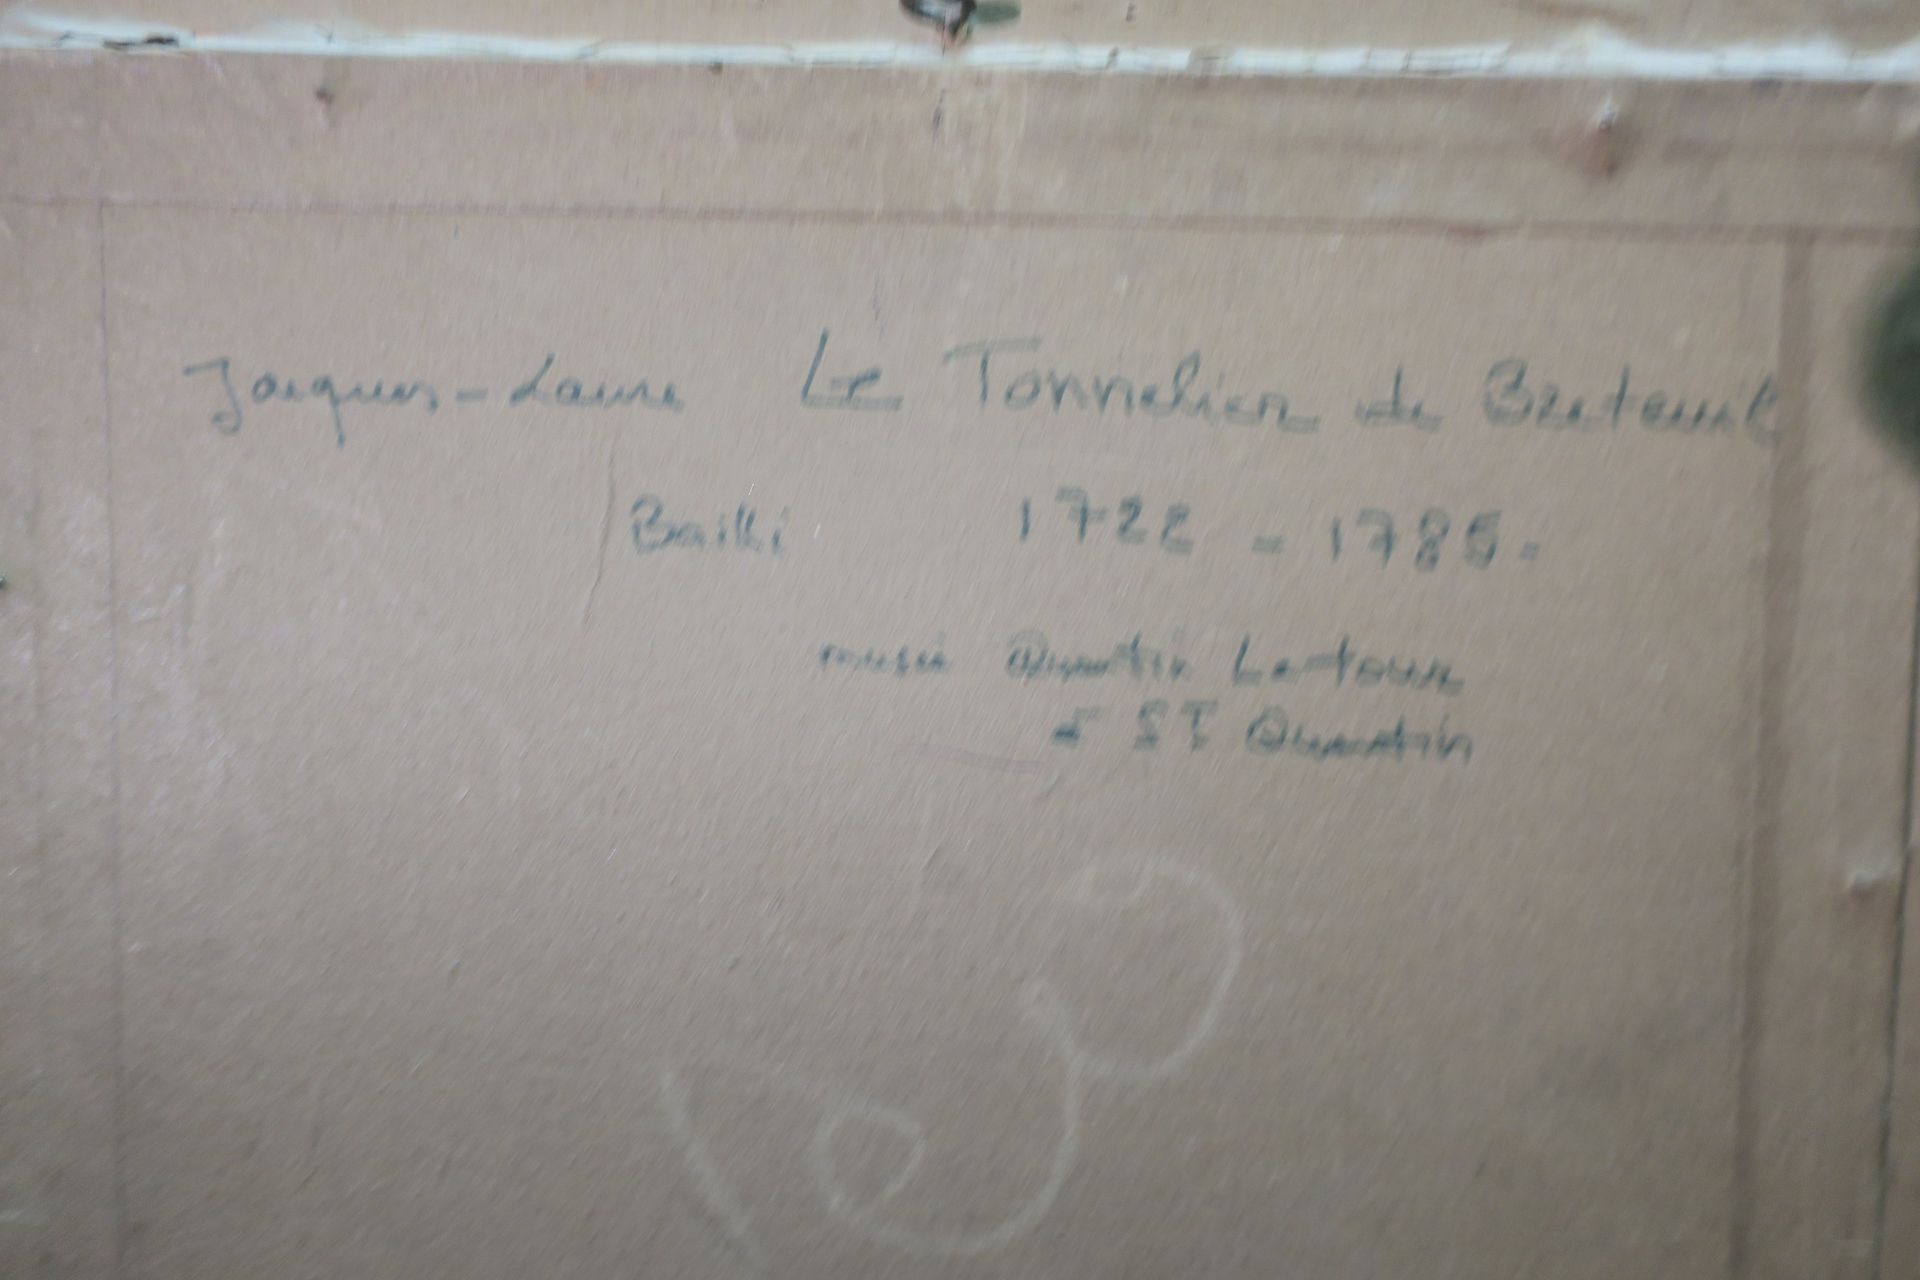 Jacques-Laure Le Tonnelier de Breteuil
Bailli 1722 - 1785.
musée Quentin Latour
à ST Quentin